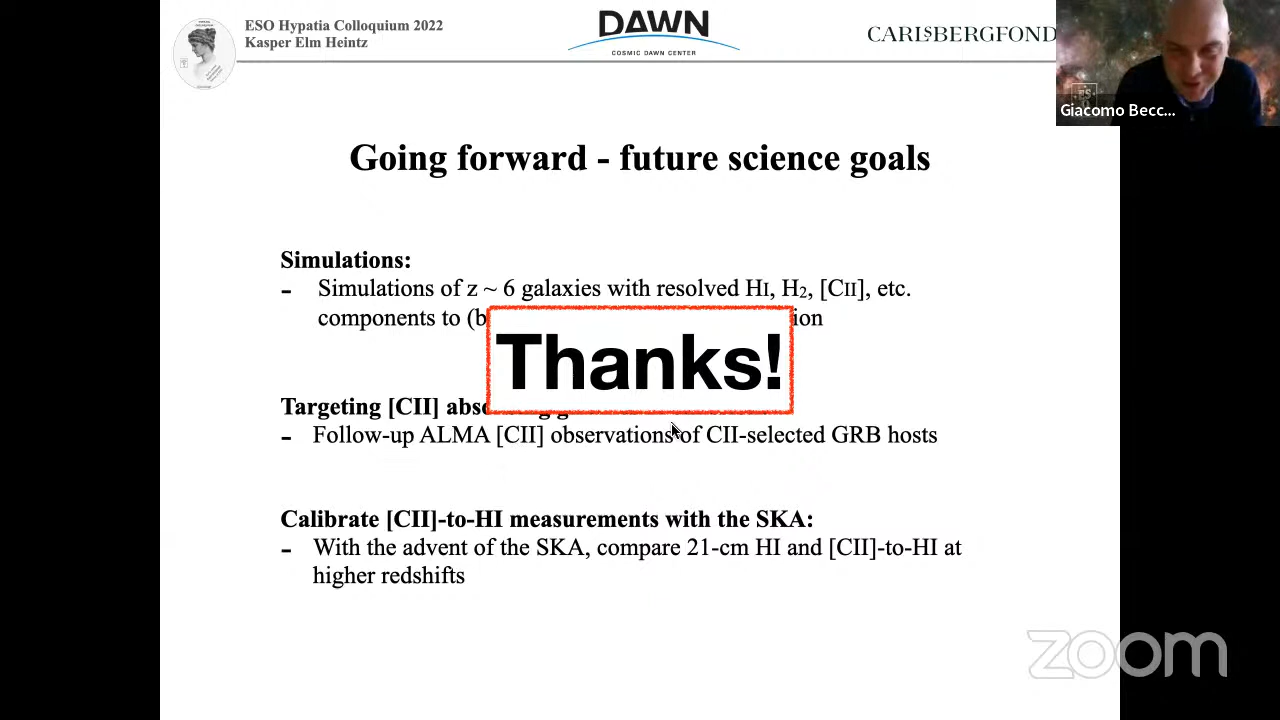 ESO Hypatia Colloquium 2022
Kasper Elm Heintz
DAWN
COSMIC DAWN CENTER
CARLSBERGFOND
Giacomo Becc...
Going forward - future science goals
Simulations:
- Simulations of z ~ 6 galaxies with resolved HI, H2, [CII], etc.
components to (b
Thanks!
Targeting [CII]
- Follow-up ALMA [CII] observations of CII-selected GRB hosts
Calibrate [CII]-to-HI measurements with the SKA:
- With the advent of the SKA, compare 21-cm HI and [CII]-to-HI at
higher redshifts
zoom